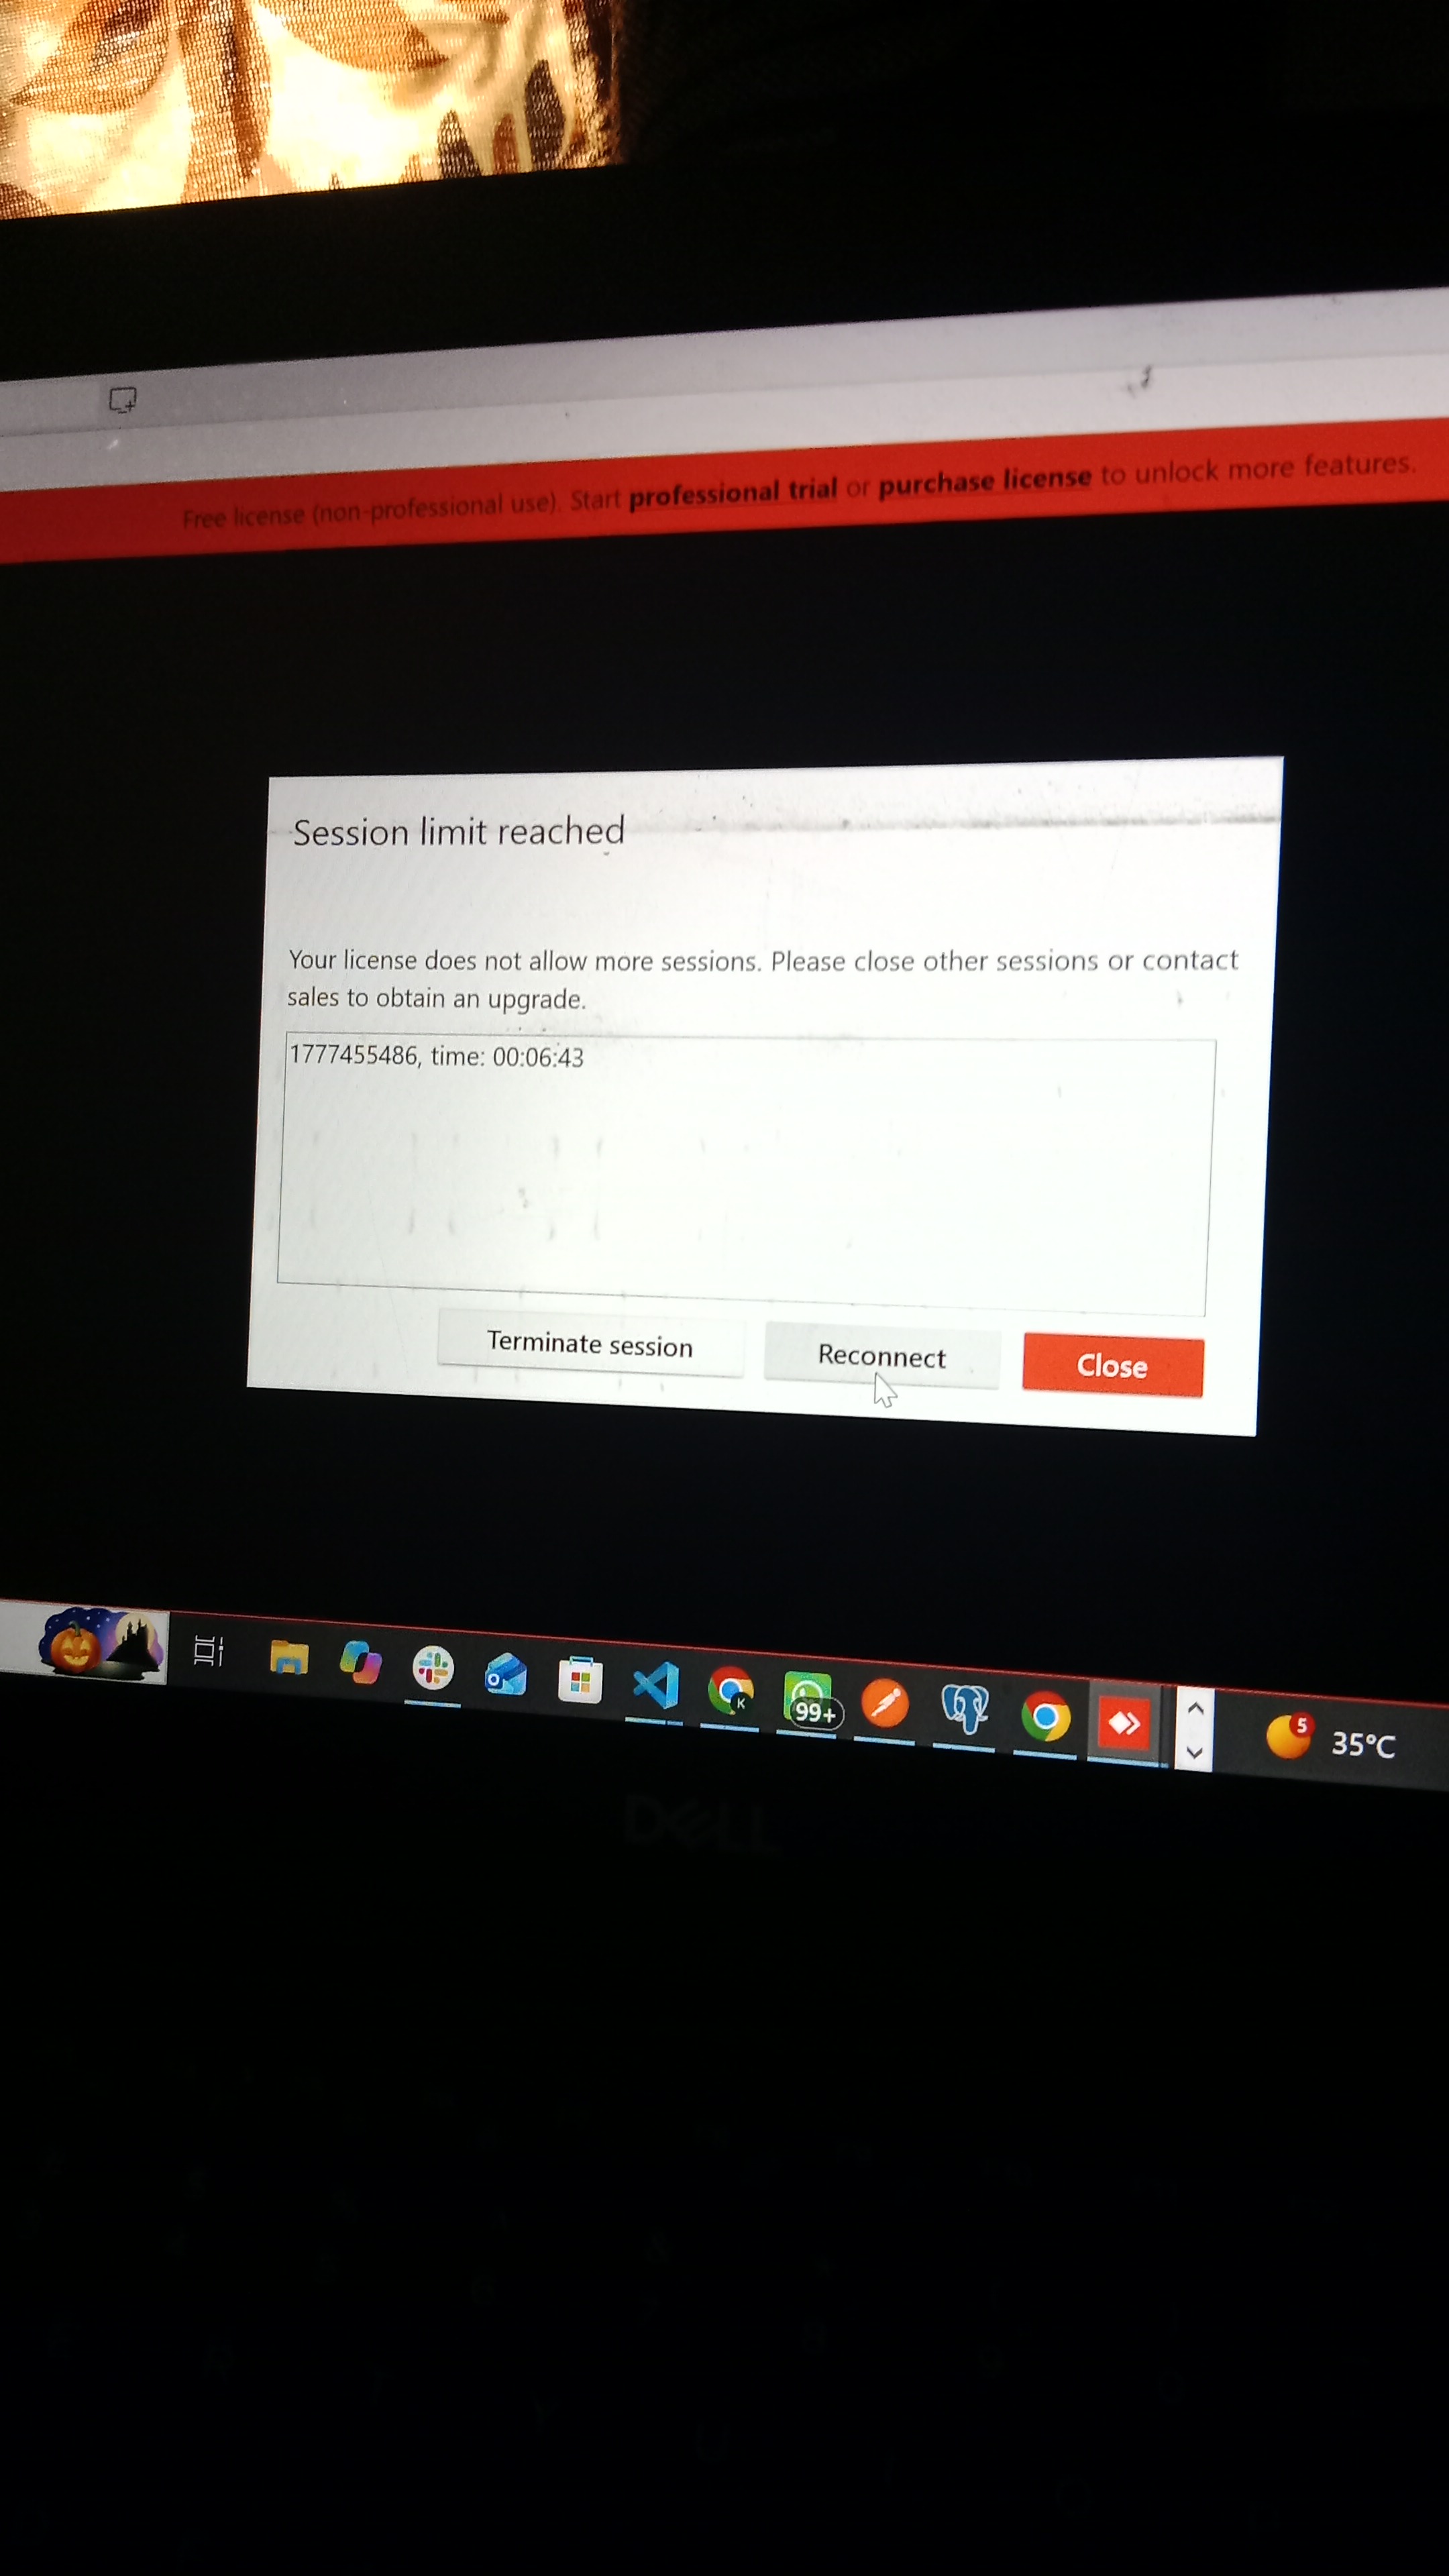 Free license (non-professional use). Start professional trial or purchase license to unlock more features.
Session limit reached
Your license does not allow more sessions. Please close other sessions or contact
sales to obtain an upgrade.
1777455486, time: 00:06:43
Terminate session
Reconnect
Close
K
99+
5
35°C
DELL